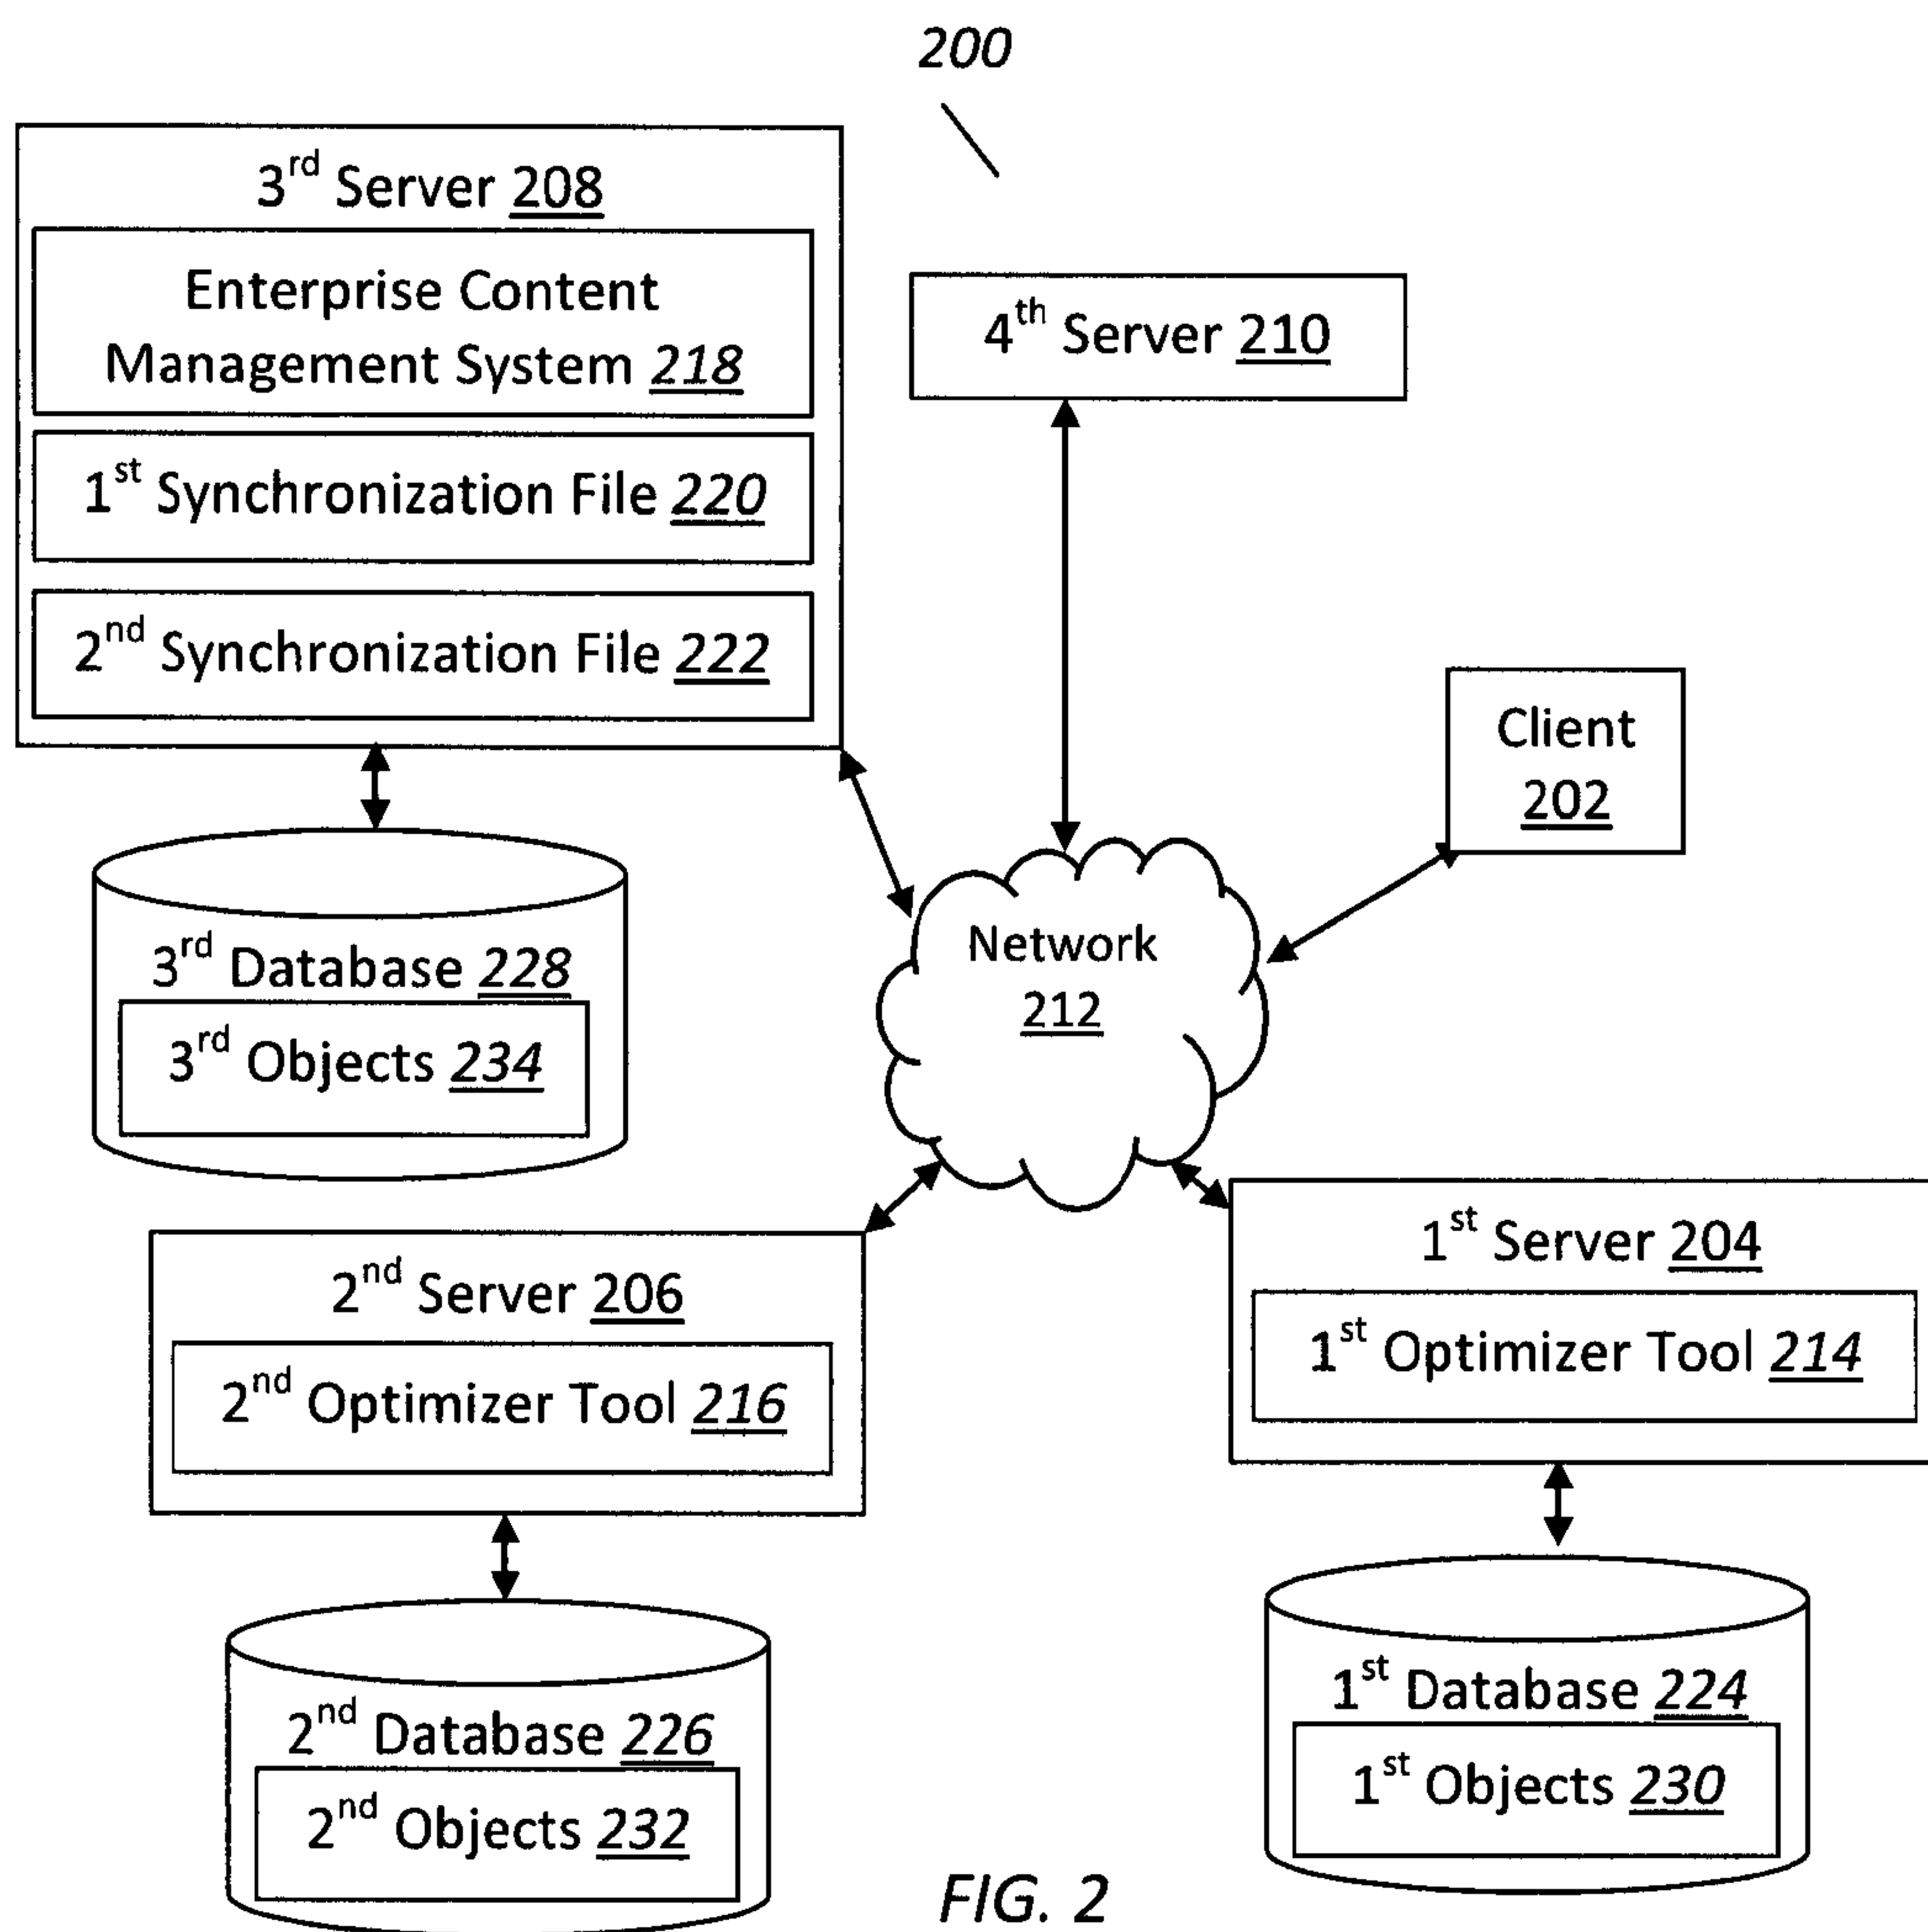 200
3rd Server 208
Enterprise Content
Management System 218
1st Synchronization File 220
2nd Synchronization File 222
4th Server 210
Client
202
3rd Database 228
3rd Objects 234
Network
212
2nd Server 206
2nd Optimizer Tool 216
1st Server 204
1st Optimizer Tool 214
2nd Database 226
2nd Objects 232
1st Database 224
1st Objects 230
FIG. 2